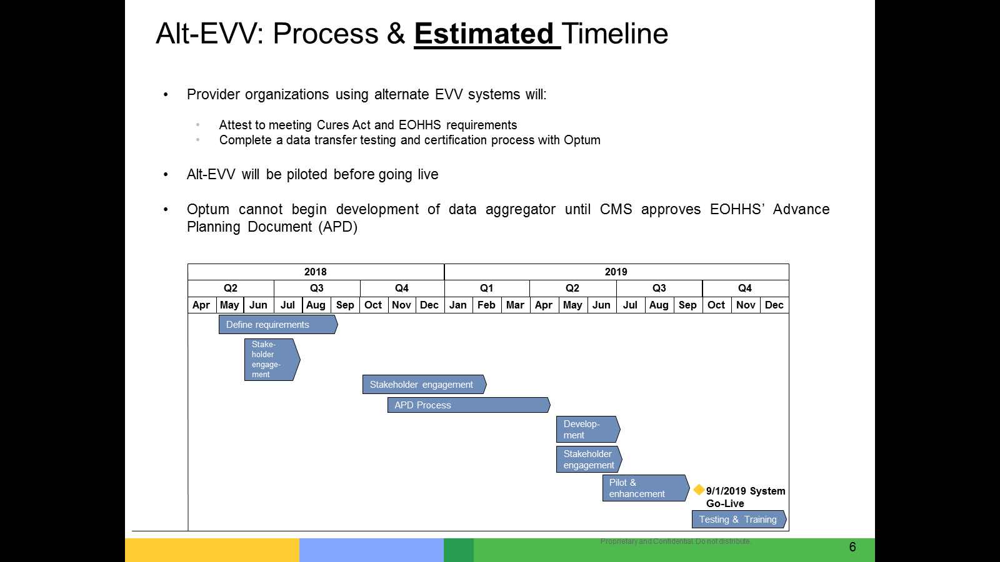 Alt-EVV: Process & Estimated Timeline
• Provider organizations using alternate EVV systems will:
• Attest to meeting Cures Act and EOHHS requirements
• Complete a data transfer testing and certification process with Optum
• Alt-EVV will be piloted before going live
• Optum cannot begin development of data aggregator until CMS approves EOHHS’ Advance
Planning Document (APD)
2018 2019
Q2 Q3 Q4 Q1 Q2 Q3 Q4
Apr May Jun Jul Aug Sep Oct Nov Dec Jan Feb Mar Apr May Jun Jul Aug Sep Oct Nov Dec
Define requirements
Stake-
holder
engage-
ment
Stakeholder engagement
APD Process
Develop-
ment
Stakeholder
engagement
Pilot &
enhancement
9/1/2019 System
Go-Live
Testing & Training
Proprietary and Confidential. Do not distribute.
6